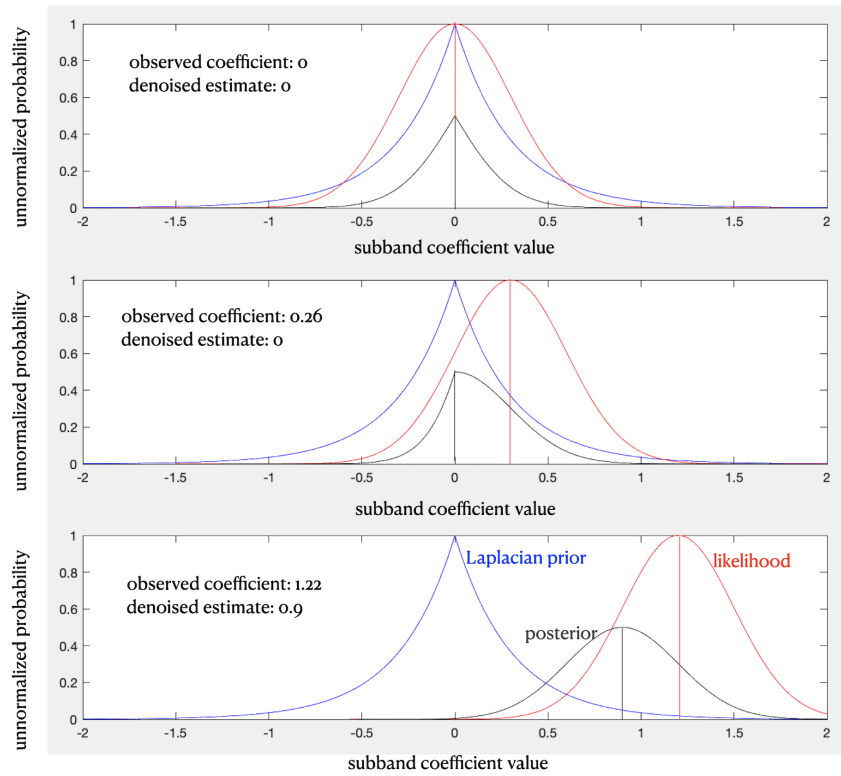 unnormalized probability
observed coefficient: 0
denoised estimate: 0
1
0.8
0.6
0.4
0.2
0
-2 -1.5 -1 -0.5 0 0.5 1 1.5 2
subband coefficient value
unnormalized probability
observed coefficient: 0.26
denoised estimate: 0
1
0.8
0.6
0.4
0.2
0
-2 -1.5 -1 -0.5 0 0.5 1 1.5 2
subband coefficient value
unnormalized probability
observed coefficient: 1.22
denoised estimate: 0.9
Laplacian prior
likelihood
posterior
1
0.8
0.6
0.4
0.2
0
-2 -1.5 -1 -0.5 0 0.5 1 1.5 2
subband coefficient value